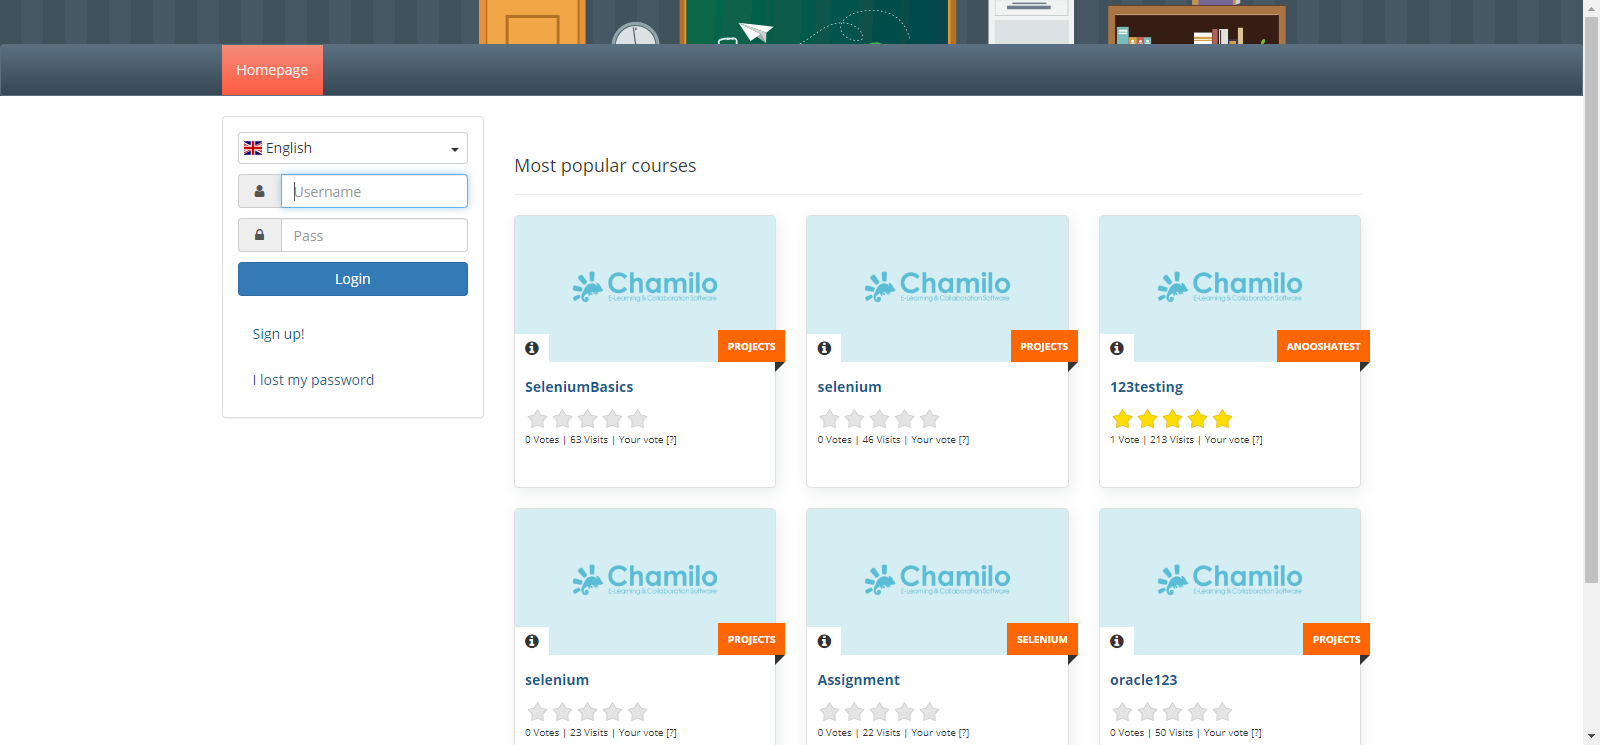 Homepage
English
Username
Pass
Login
Sign up!
I lost my password
Most popular courses
Chamilo
E-Learning & Collaboration Software
PROJECTS
SeleniumBasics
0 Votes | 63 Visits | Your vote [?]
Chamilo
E-Learning & Collaboration Software
PROJECTS
selenium
0 Votes | 46 Visits | Your vote [?]
Chamilo
E-Learning & Collaboration Software
ANOOSHATEST
123testing
1 Vote | 213 Visits | Your vote [?]
Chamilo
E-Learning & Collaboration Software
PROJECTS
selenium
0 Votes | 23 Visits | Your vote [?]
Chamilo
E-Learning & Collaboration Software
SELENIUM
Assignment
0 Votes | 22 Visits | Your vote [?]
Chamilo
E-Learning & Collaboration Software
PROJECTS
oracle123
0 Votes | 50 Visits | Your vote [?]